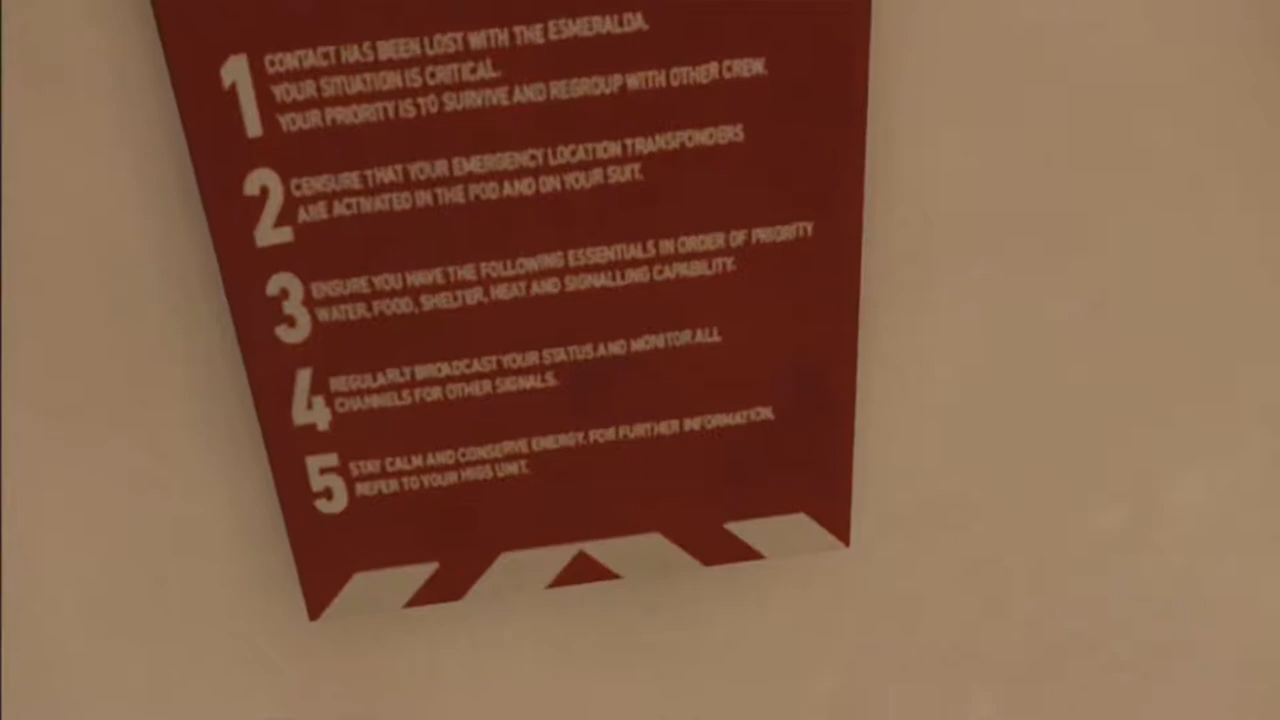 1 CONTACT HAS BEEN LOST WITH THE ESMERALDA.
YOUR SITUATION IS CRITICAL.
YOUR PRIORITY IS TO SURVIVE AND REGROUP WITH OTHER CREW.
2 CENSURE THAT YOUR EMERGENCY LOCATION TRANSPONDERS
ARE ACTIVATED IN THE POD AND ON YOUR SUIT.
3 ENSURE YOU HAVE THE FOLLOWING ESSENTIALS IN ORDER OF PRIORITY
WATER, FOOD, SHELTER, HEAT AND SIGNALLING CAPABILITY.
4 REGULARLY BROADCAST YOUR STATUS AND MONITOR ALL
CHANNELS FOR OTHER SIGNALS.
5 STAY CALM AND CONSERVE ENERGY. FOR FURTHER INFORMATION,
REFER TO YOUR UNIT.